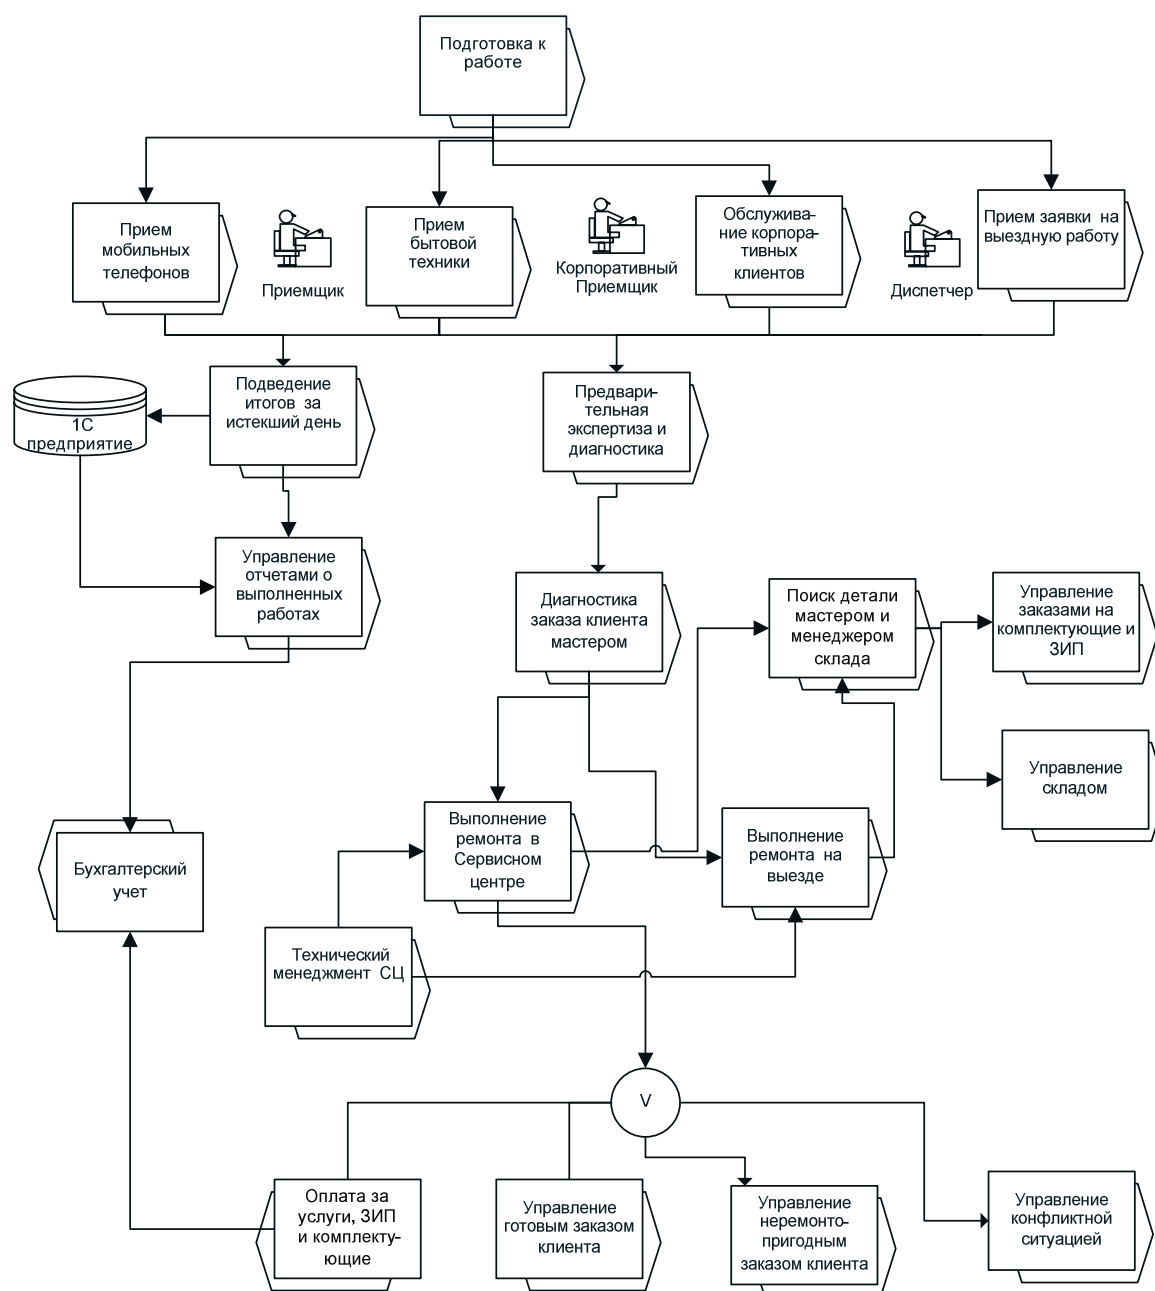 Подготовка к
работе
Прием
мобильных
телефонов
Приемщик
Прием
бытовой
техники
Корпоративный
Приемщик
Обслужива-
ние корпора-
тивных
клиентов
Диспетчер
Прием заявки на
выездную работу
1С
предприятие
Подведение
итогов за
истекший день
Предвари-
тельная
экспертиза и
диагностика
Управление
отчетами о
выполненных
работах
Диагностика
заказа клиента
мастером
Поиск детали
мастером и
менеджером
склада
Управление
заказами на
комплектующие и
ЗИП
Управление
складом
Бухгалтерский
учет
Выполнение
ремонта в
Сервисном
центре
Выполнение
ремонта на
выезде
Технический
менеджмент СЦ
V
Оплата за
услуги, ЗИП
и комплекту-
ющие
Управление
готовым заказом
клиента
Управление
неремонто-
пригодным
заказом клиента
Управление
конфликтной
ситуацией